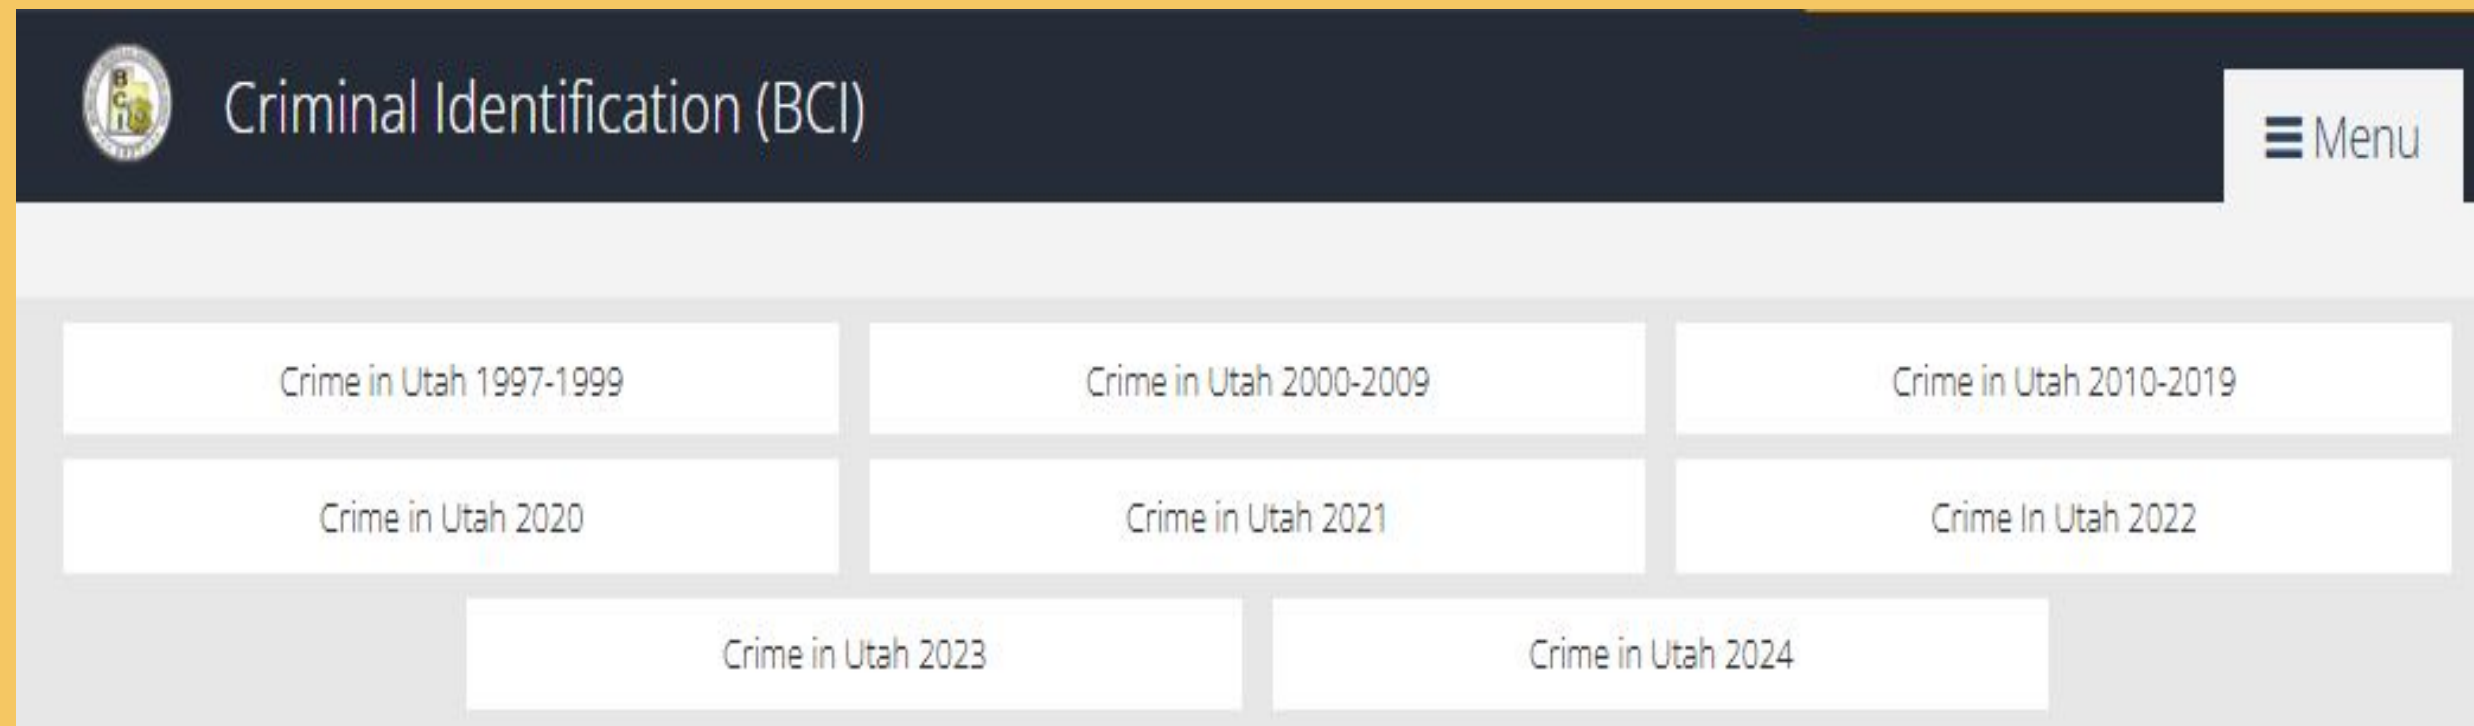 BCI
Criminal Identification (BCI)
Menu
Crime in Utah 1997-1999
Crime in Utah 2000-2009
Crime in Utah 2010-2019
Crime in Utah 2020
Crime in Utah 2021
Crime In Utah 2022
Crime in Utah 2023
Crime in Utah 2024